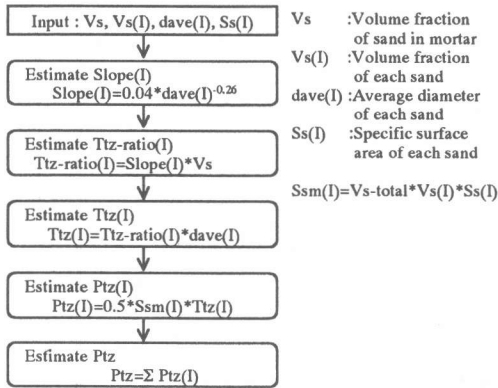 Input : Vs, Vs(I), dave(I), Ss(I)
Estimate Slope(I)
Slope(I)=0.04*dave(I)-0.26
Estimate Ttz-ratio(I)
Ttz-ratio(I)=Slope(I)*Vs
Estimate Ttz(I)
Ttz(I)=Ttz-ratio(I)*dave(I)
Estimate Ptz(I)
Ptz(I)=0.5*Ssm(I)*Ttz(I)
Esfimate Ptz
Ptz=Σ Ptz(I)
Vs :Volume fraction
of sand in mortar
Vs(I) :Volume fraction
of each sand
dave(I) :Average diameter
of each sand
Ss(I) :Specific surface
area of each sand
Ssm(I)=Vs-total*Vs(I)*Ss(I)